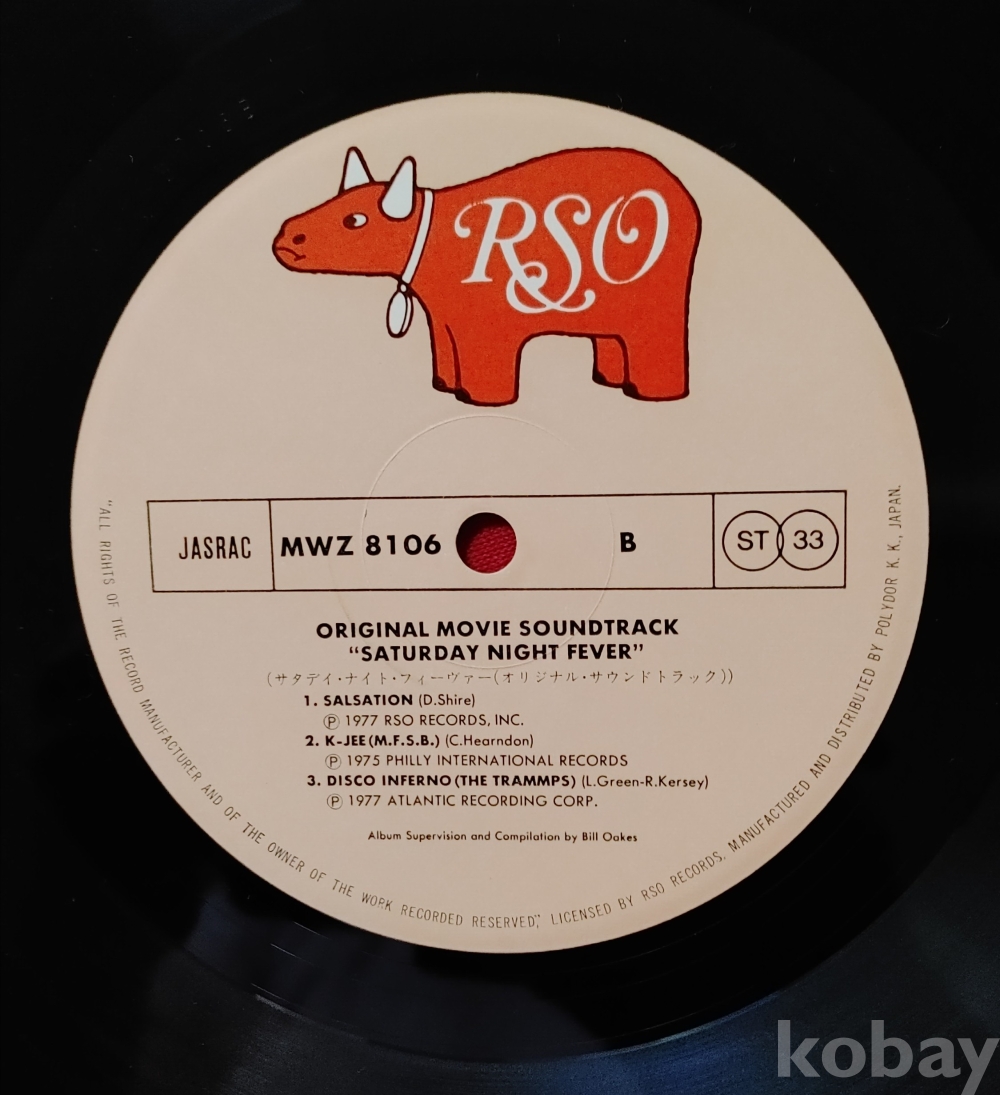 RSO
JASRAC
MWZ 8106
B
ST 33
ORIGINAL MOVIE SOUNDTRACK
“SATURDAY NIGHT FEVER”
(サタデイ・ナイト・フィーヴァー(オリジナル・サウンドトラック))
1. SALSATION (D.Shire)
Ⓟ 1977 RSO RECORDS, INC.
2. K-JEE (M.F.S.B.) (C.Hearndon)
Ⓟ 1975 PHILLY INTERNATIONAL RECORDS
3. DISCO INFERNO (THE TRAMMPS) (L.Green-R.Kersey)
Ⓟ 1977 ATLANTIC RECORDING CORP.
Album Supervision and Compilation by Bill Oakes
“ALL RIGHTS OF THE RECORD MANUFACTURER AND OF THE OWNER OF THE WORK RECORDED RESERVED”, LICENSED BY RSO RECORDS. MANUFACTURED AND DISTRIBUTED BY POLYDOR K. K., JAPAN.
kobay